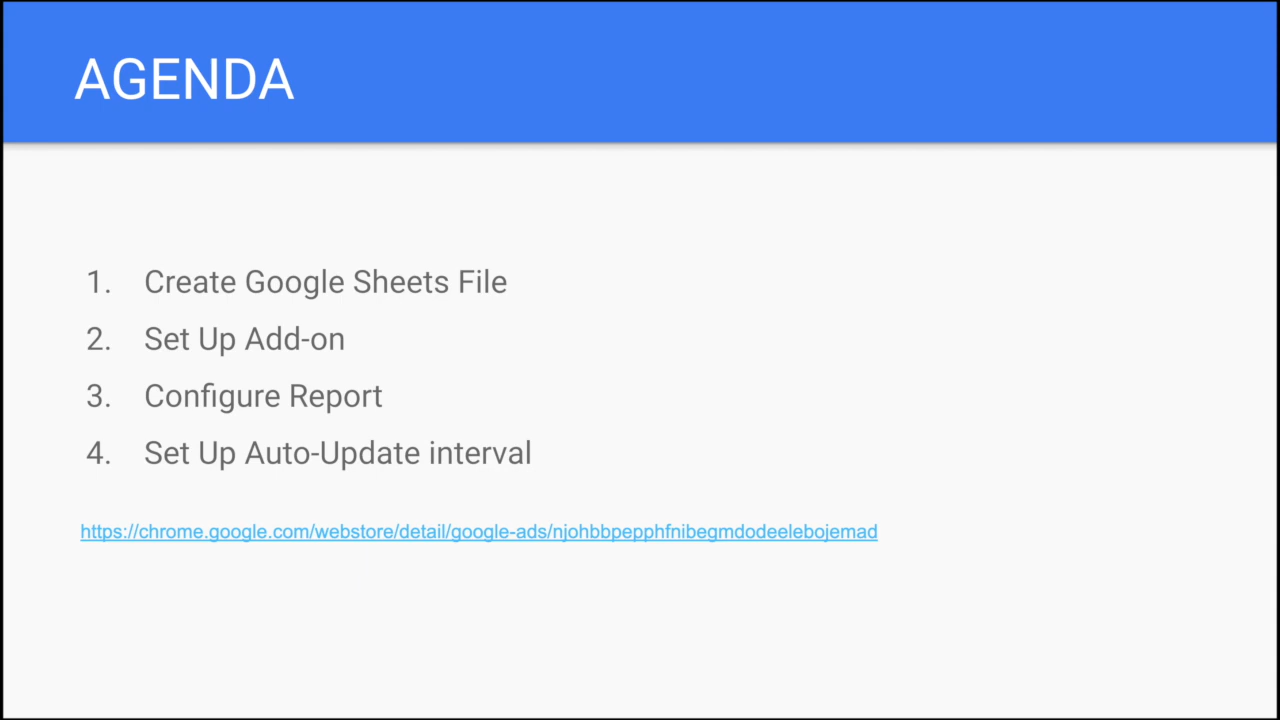 AGENDA
1. Create Google Sheets File
2. Set Up Add-on
3. Configure Report
4. Set Up Auto-Update interval
https://chrome.google.com/webstore/detail/google-ads/njohbbpepphfnibegmdodeelebojemad